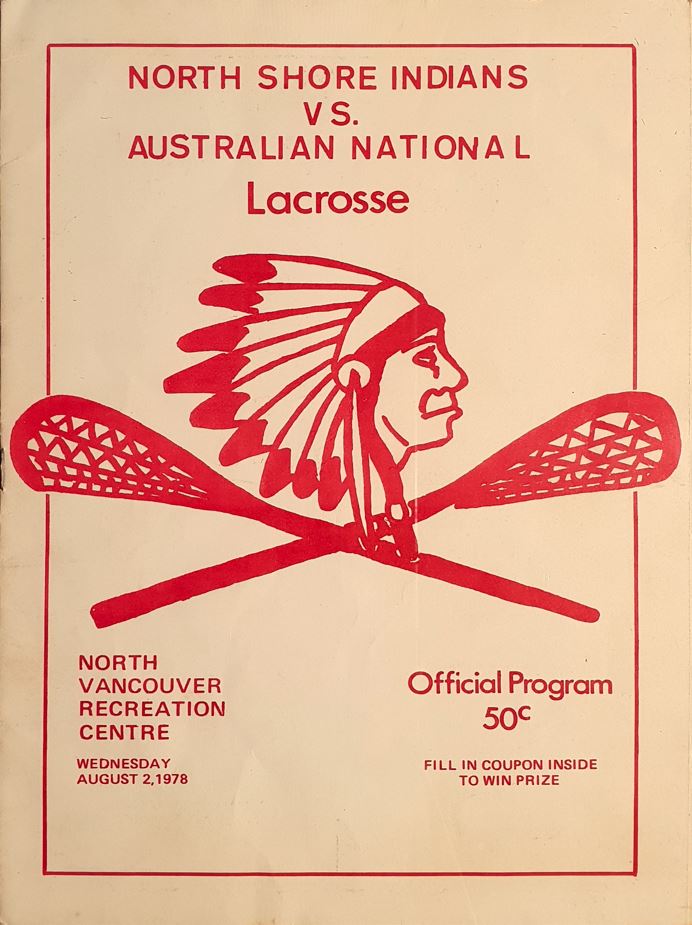 NORTH SHORE INDIANS
VS.
AUSTRALIAN NATIONAL
Lacrosse
NORTH
VANCOUVER
RECREATION
CENTRE
WEDNESDAY
AUGUST 2,1978
Official Program
50c
FILL IN COUPON INSIDE
TO WIN PRIZE